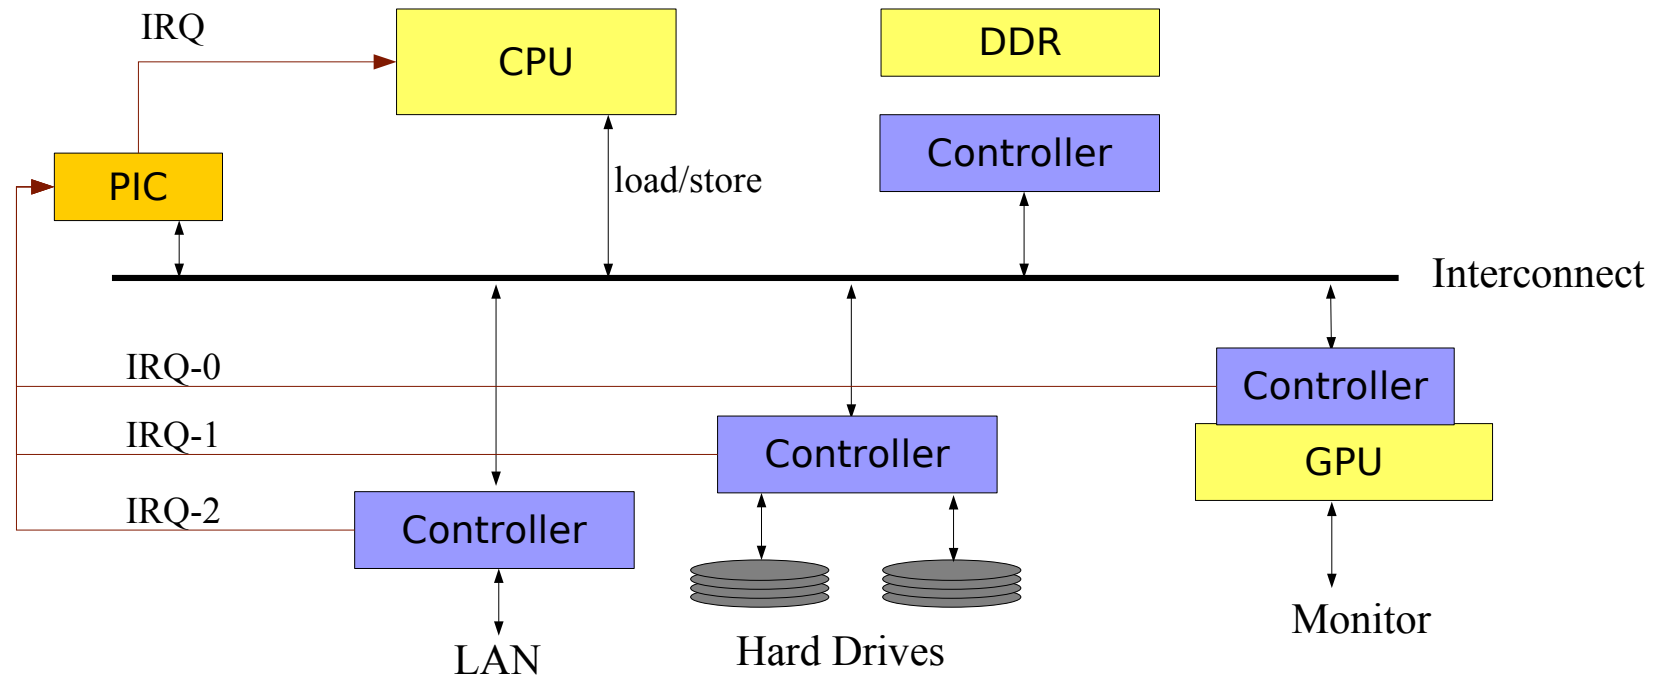 IRQ
CPU
DDR
Controller
PIC
load/store
Interconnect
IRQ-0
Controller
IRQ-1
Controller
GPU
IRQ-2
Controller
Monitor
Hard Drives
LAN